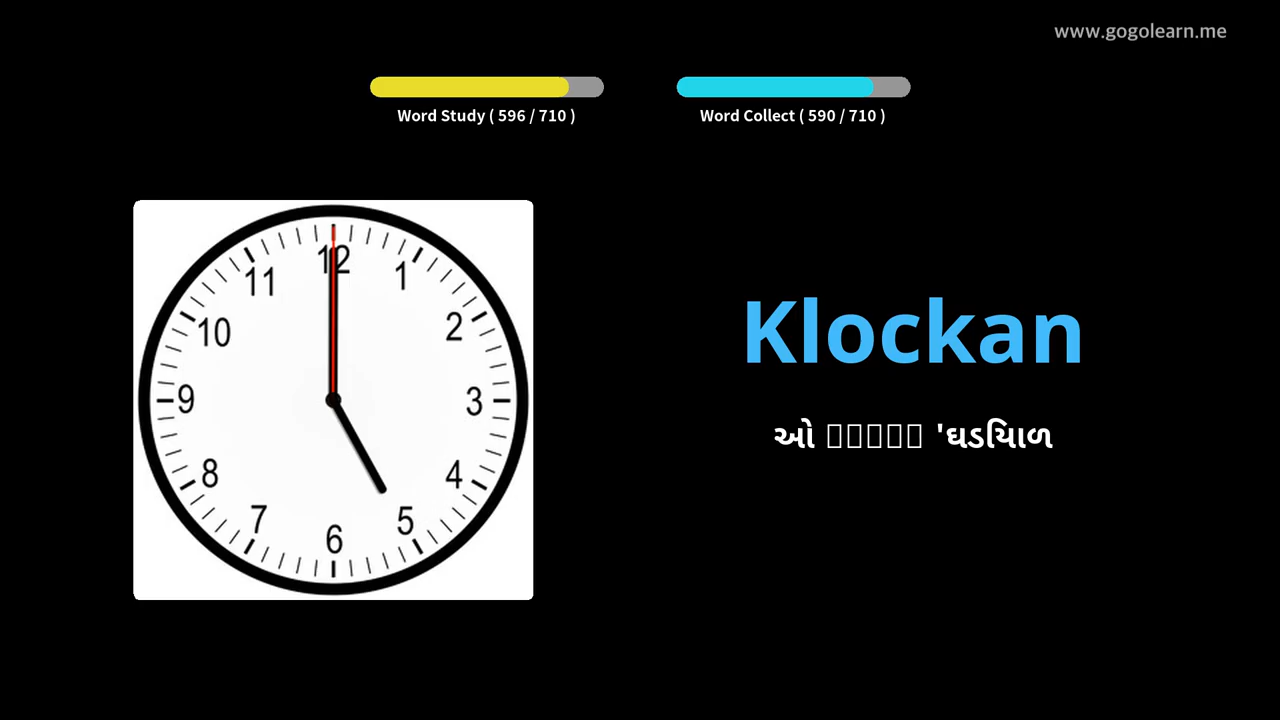 www.gogolearn.me
Word Study ( 596 / 710 )
Word Collect ( 590 / 710 )
12
1
2
3
4
5
6
7
8
9
10
11
Klockan
ઓ 'ઘડિયાળ